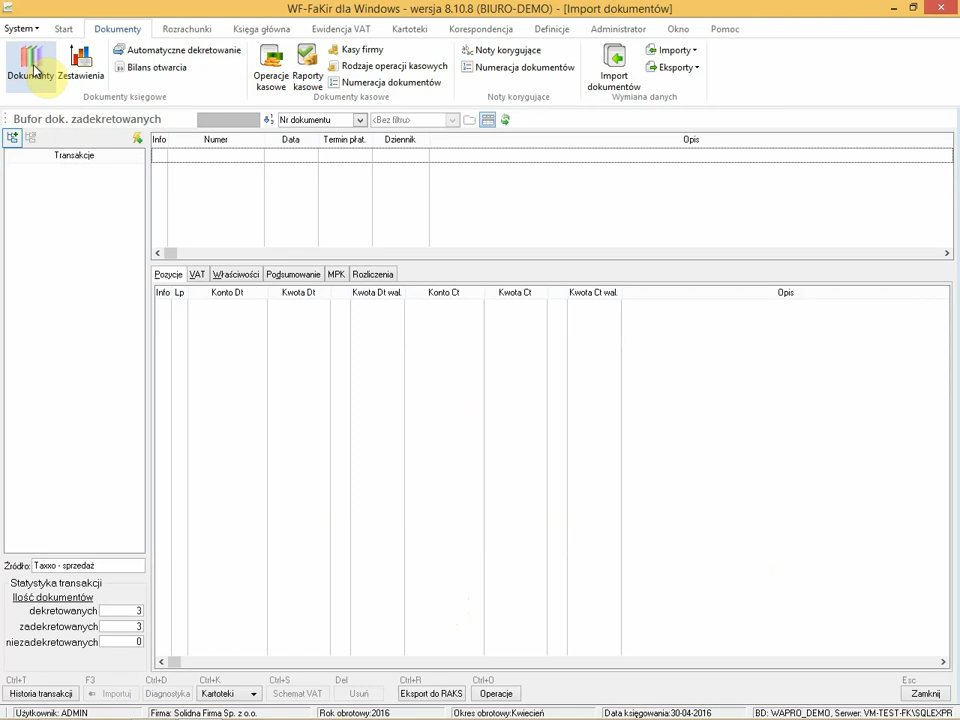 WF-FaKir dla Windows - wersja 8.10.8 (BIURO-DEMO) - [Import dokumentów]
System Start Dokumenty Rozrachunki Księga główna Ewidencja VAT Kartoteki Korespondencja Definicje Administrator Okno Pomoc
Dokumenty Zestawienia
Automatyczne dekretowanie
Bilans otwarcia
Dokumenty księgowe
Operacje kasowe
Raporty kasowe
Kasy firmy
Rodzaje operacji kasowych
Numeracja dokumentów
Dokumenty kasowe
Noty korygujące
Numeracja dokumentów
Noty korygujące
Import dokumentów
Importy
Eksporty
Wymiana danych
Bufor dok. zadekretowanych Nr dokumentu <Bez filtru>
Transakcje
Info Numer Data Termin płat. Dziennik Opis
Pozycje VAT Właściwości Podsumowanie MPK Rozliczenia
Info Lp Konto Dt Kwota Dt Kwota Dt wal. Konto Ct Kwota Ct Kwota Ct wal. Opis
Źródło: Taxxo - sprzedaż
Statystyka transakcji
Ilość dokumentów
dekretowanych 3
zadekretowanych 3
niezadekretowanych 0
Ctrl+T F3 Ctrl+D Ctrl+K Ctrl+S Del Ctrl+R Ctrl+O Esc
Historia transakcji Importuj Diagnostyka Kartoteki Schemat VAT Usuń Eksport do RAKS Operacje Zamknij
Użytkownik: ADMIN Firma: Solidna Firma Sp. z o.o. Rok obrotowy:2016 Okres obrotowy:Kwiecień Data księgowania:30-04-2016 BD: WAPRO_DEMO, Serwer: VM-TEST-FK\SQLEXPR